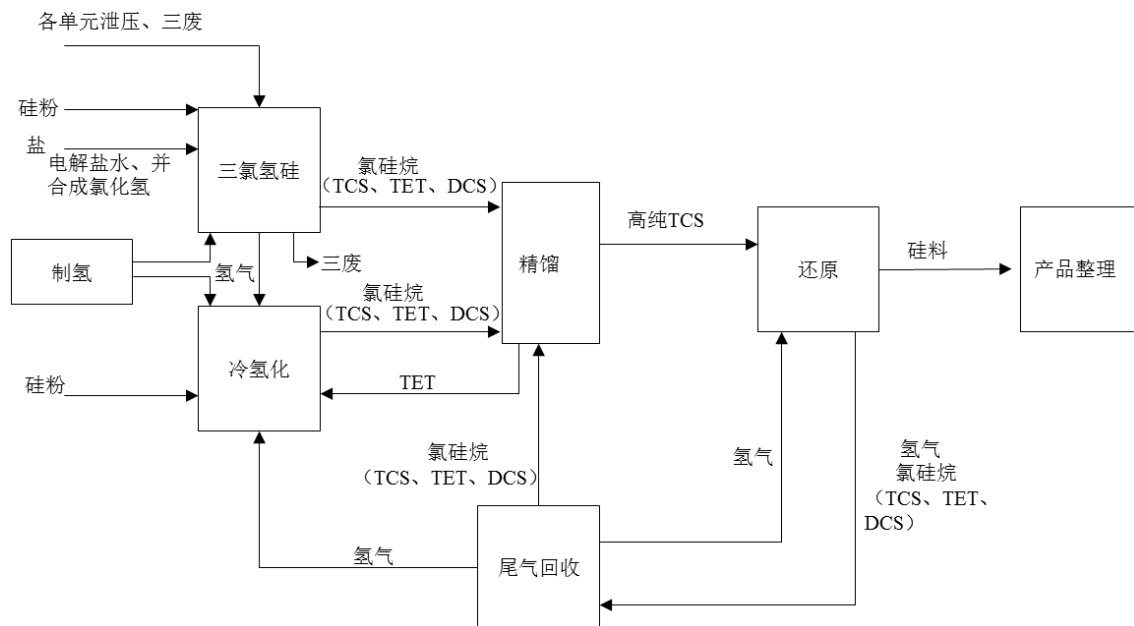 各单元泄压、三废
硅粉
盐
电解盐水、并
合成氯化氢
三氯氢硅
氯硅烷
（TCS、TET、DCS）
三废
制氢
氢气
氯硅烷
（TCS、TET、DCS）
精馏
高纯TCS
还原
硅料
产品整理
冷氢化
硅粉
TET
氯硅烷
（TCS、TET、DCS）
氢气
氢气
氯硅烷
（TCS、TET、
DCS）
氢气
尾气回收